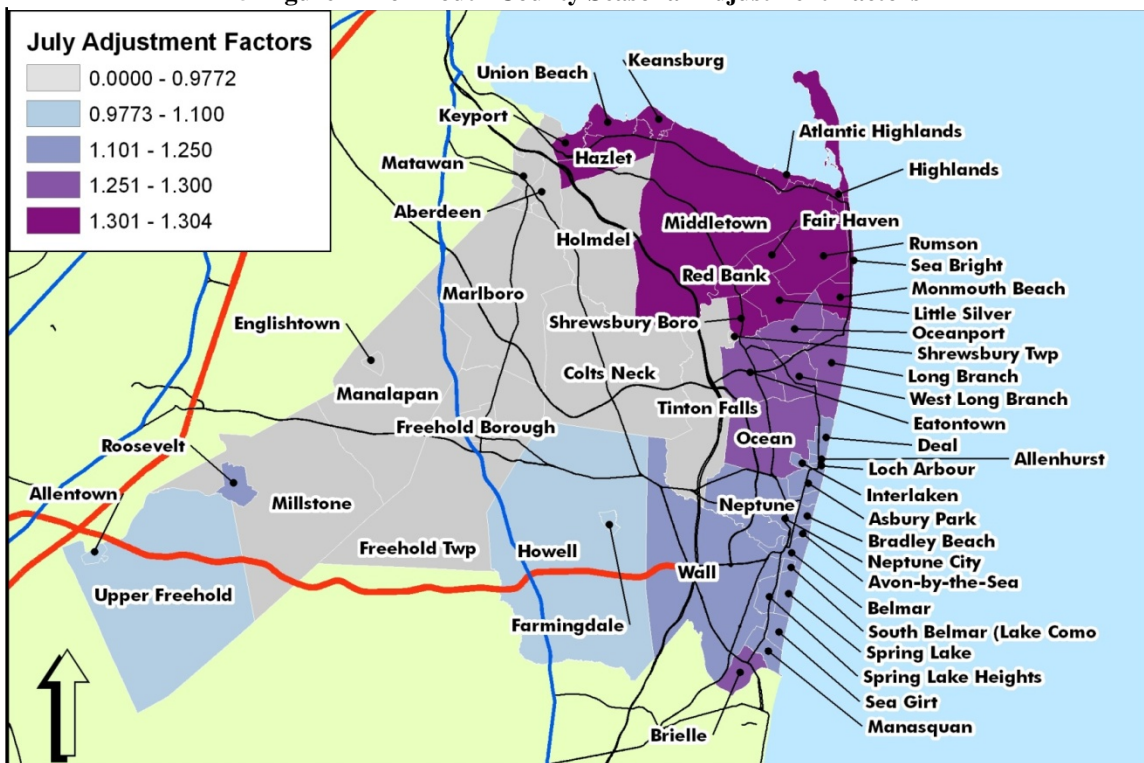 July Adjustment Factors
0.0000 - 0.9772
0.9773 - 1.100
1.101 - 1.250
1.251 - 1.300
1.301 - 1.304
Keansburg
Union Beach
Keyport
Atlantic Highlands
Hazlet
Matawan
Highlands
Aberdeen
Middletown
Fair Haven
Holmdel
Rumson
Sea Bright
Red Bank
Marlboro
Monmouth Beach
Little Silver
Englishtown
Shrewsbury Boro
Oceanport
Shrewsbury Twp
Colts Neck
Long Branch
Manalapan
West Long Branch
Tinton Falls
Eatontown
Freehold Borough
Ocean
Deal
Roosevelt
Allenhurst
Loch Arbour
Allentown
Interlaken
Millstone
Neptune
Asbury Park
Bradley Beach
Freehold Twp
Howell
Neptune City
Wall
Avon-by-the-Sea
Upper Freehold
Belmar
Farmingdale
South Belmar (Lake Como
Spring Lake
Spring Lake Heights
Sea Girt
Manasquan
Brielle